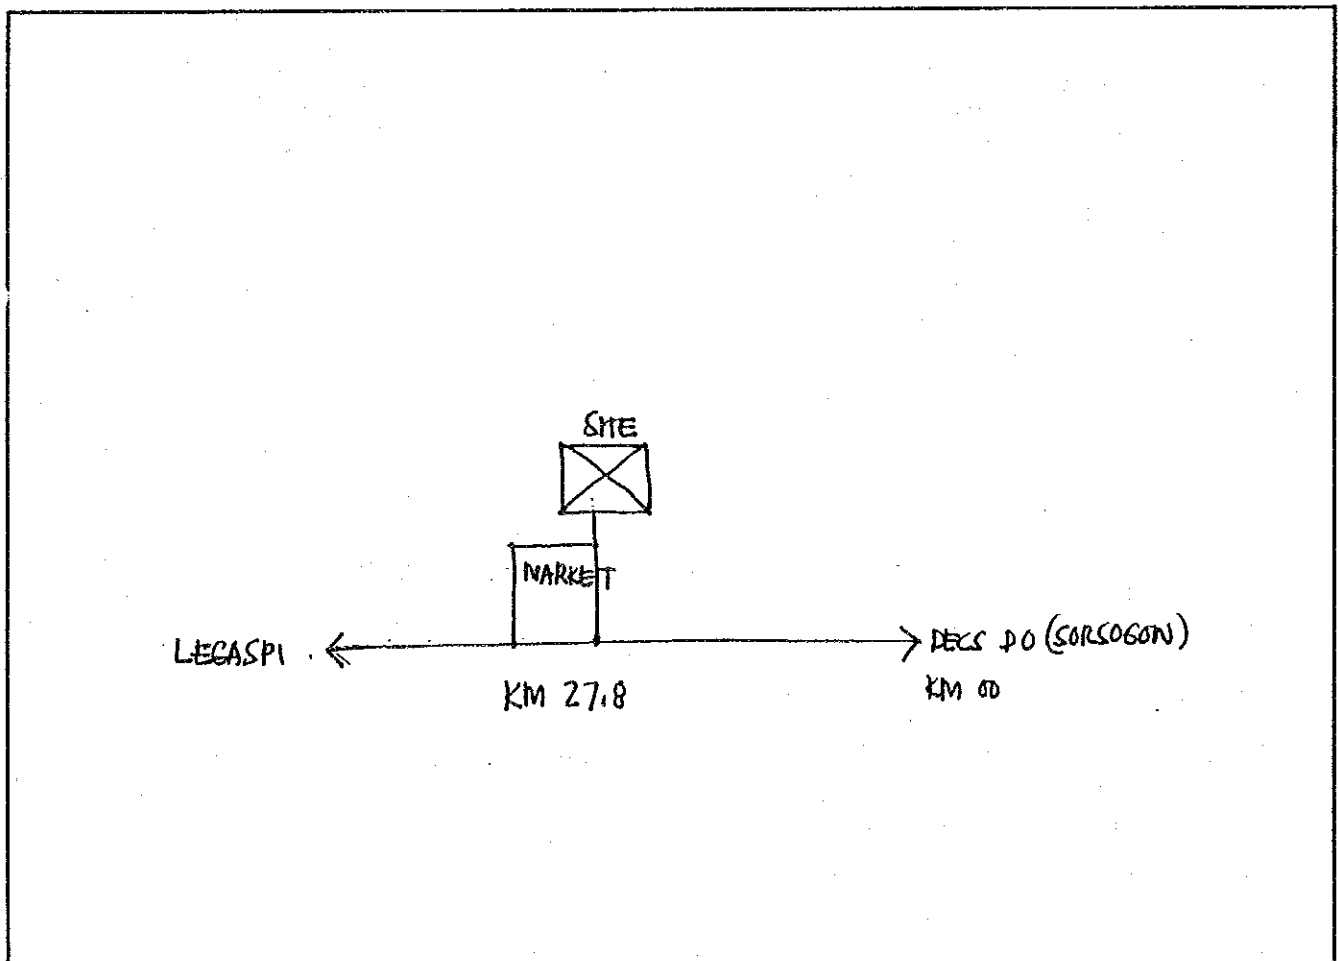 SITE
MARKET
LEGASPI
DECS DO (SORSOGON)
KM 27.8
KM 00